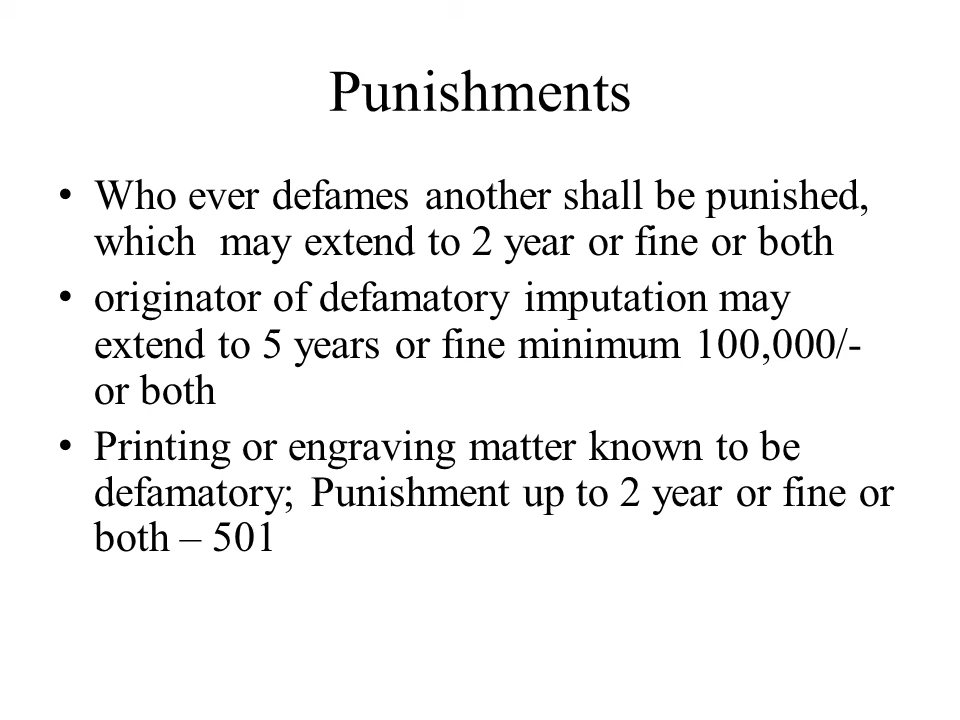 Punishments
• Who ever defames another shall be punished,
which  may extend to 2 year or fine or both
• originator of defamatory imputation may
extend to 5 years or fine minimum 100,000/-
or both
• Printing or engraving matter known to be
defamatory; Punishment up to 2 year or fine or
both – 501